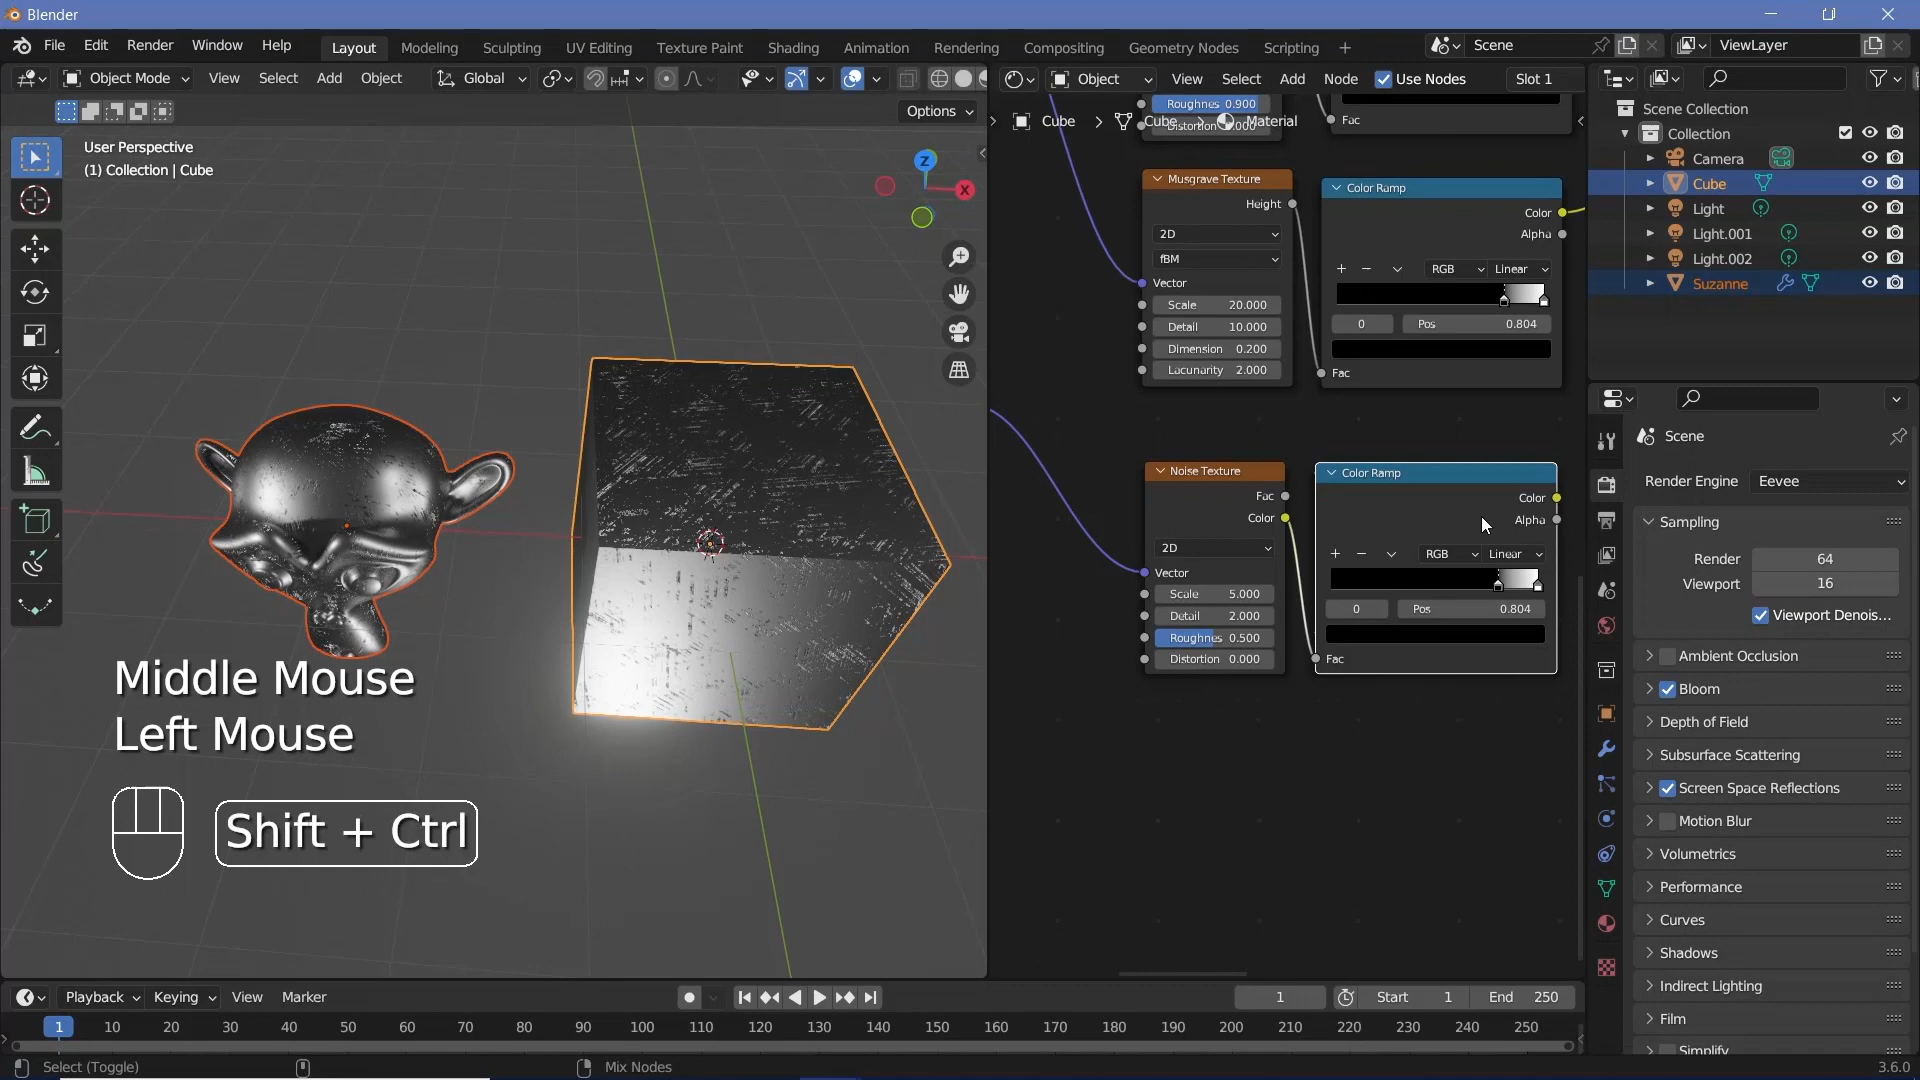 Blender
File Edit Render Window Help Layout Modeling Sculpting UV Editing Texture Paint Shading Animation Rendering Compositing Geometry Nodes Scripting + Scene ViewLayer
Object Mode View Select Add Object Global Object View Select Add Node Use Nodes Slot 1
Options
Cube > Cube > Material
User Perspective
(1) Collection | Cube
Z
X
Roughnes 0.900
Distortion 0.000
Fac
Musgrave Texture
Height
2D
fBM
Vector
Scale 20.000
Detail 10.000
Dimension 0.200
Lacunarity 2.000
Color Ramp
Color
Alpha
+ − RGB Linear
0 Pos 0.804
Fac
Noise Texture
Fac
Color
2D
Vector
Scale 5.000
Detail 2.000
Roughnes 0.500
Distortion 0.000
Color Ramp
Color
Alpha
+ − RGB Linear
0 Pos 0.804
Fac
Middle Mouse
Left Mouse
Shift + Ctrl
Scene Collection
Collection
Camera
Cube
Light
Light.001
Light.002
Suzanne
Scene
Render Engine Eevee
Sampling
Render 64
Viewport 16
Viewport Denois...
Ambient Occlusion
Bloom
Depth of Field
Subsurface Scattering
Screen Space Reflections
Motion Blur
Volumetrics
Performance
Curves
Shadows
Indirect Lighting
Film
Simplify
Playback Keying View Marker 1 Start 1 End 250
1 10 20 30 40 50 60 70 80 90 100 110 120 130 140 150 160 170 180 190 200 210 220 230 240 250
Select (Toggle) Mix Nodes 3.6.0